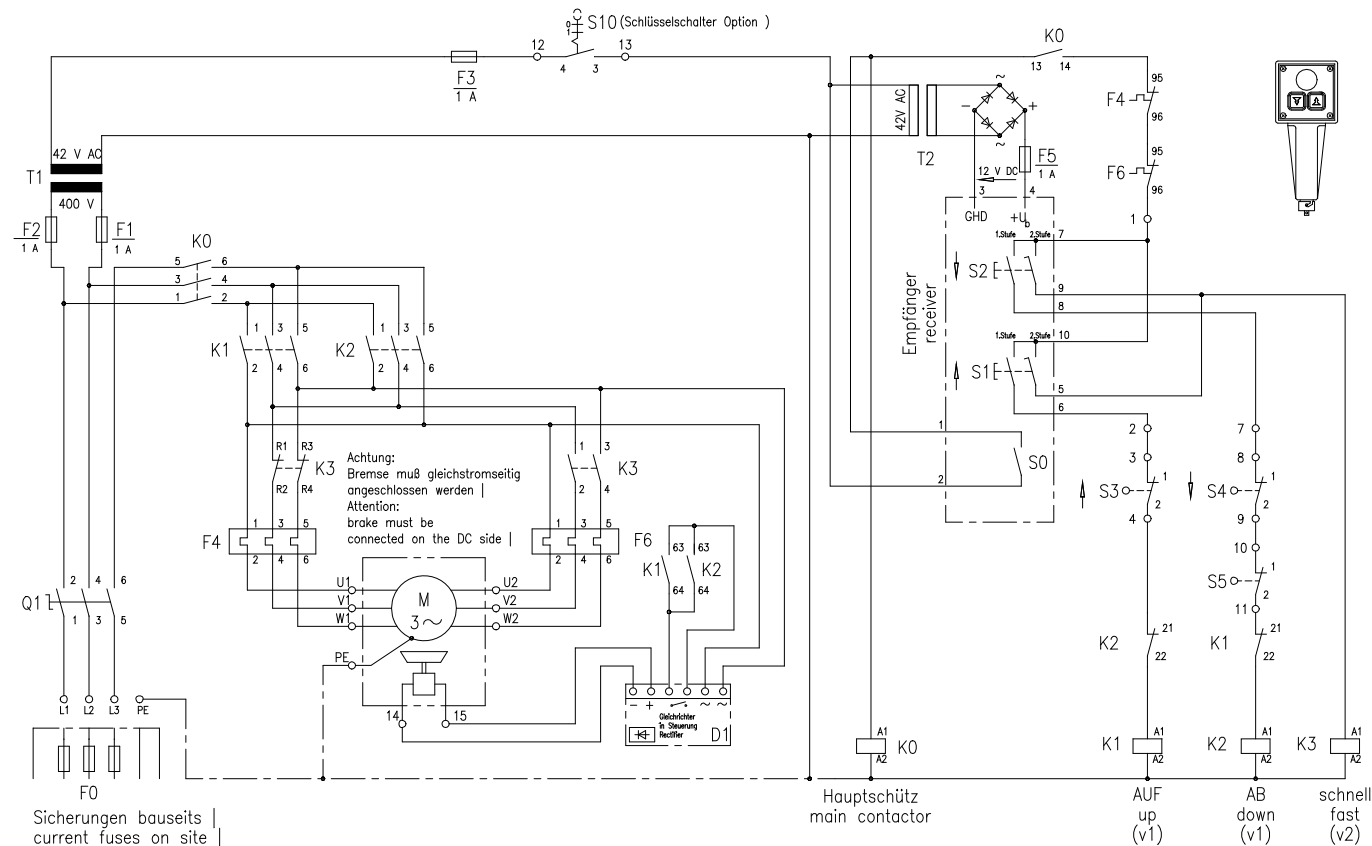 S10 (Schlüsselschalter Option )
0
1
12
13
4 3
F3
1 A
K0
13 14
95
F4
96
95
F6
96
1
42V AC
T2
~
- +
~
F5
1 A
12 V DC
3 4
GHD +Ub
42 V AC
T1
400 V
F2
1 A
F1
1 A
K0
5 6
3 4
1 2
1.Stufe 2.Stufe 7
S2
9
8
Empfänger
receiver
1.Stufe 2.Stufe 10
S1
5
6
1
S0
2
K1
1 3 5
2 4 6
K2
1 3 5
2 4 6
R1 R3
K3
R2 R4
Achtung:
Bremse muß gleichstromseitig
angeschlossen werden |
Attention:
brake must be
connected on the DC side |
1 3
K3
2 4
F4
1 3 5
2 4 6
F6
1 3 5
2 4 6
K1
63
64
K2
63
64
U1
V1
W1
M
3~
U2
V2
W2
PE
14 15
- + ~ ~
Gleichrichter
in Steuerung
Rectifier
D1
Q1
2 4 6
1 3 5
L1 L2 L3 PE
F0
Sicherungen bauseits |
current fuses on site |
2
3
S3
1
2
4
7
8
S4
1
2
9
10
S5
1
2
11
K2
21
22
K1
21
22
K0
A1
A2
K1
A1
A2
K2
A1
A2
K3
A1
A2
Hauptschütz
main contactor
AUF
up
(v1)
AB
down
(v1)
schnell
fast
(v2)